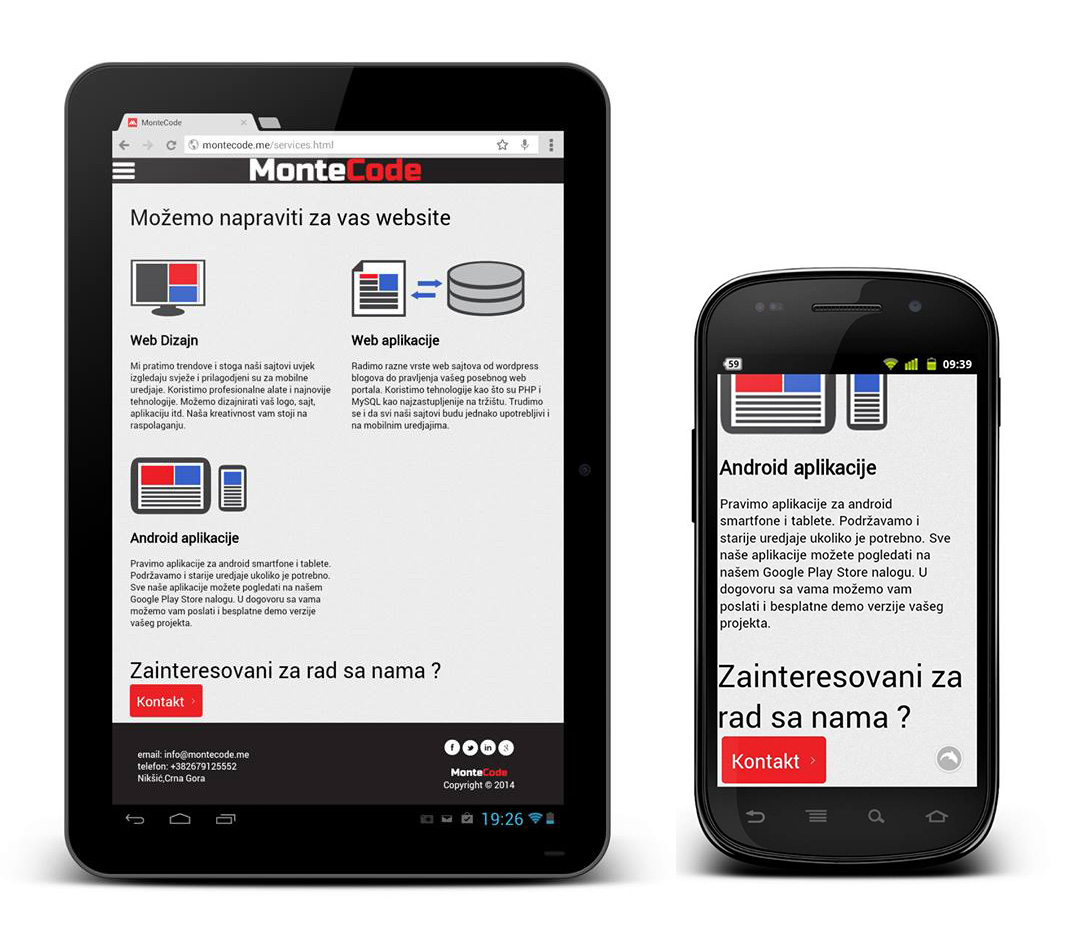 MonteCode
montecode.me/services.html
MonteCode
Možemo napraviti za vas website
Web Dizajn
Mi pratimo trendove i stoga naši sajtovi uvjek
izgledaju svježe i prilagodjeni su za mobilne
uredjaje. Koristimo profesionalne alate i najnovije
tehnologije. Možemo dizajnirati vaš logo, sajt,
aplikaciju itd. Naša kreativnost vam stoji na
raspolaganju.
Web aplikacije
Radimo razne vrste web sajtova od wordpress
blogova do pravljenja vašeg posebnog web
portala. Koristimo tehnologije kao što su PHP i
MySQL kao najzastupljenije na tržištu. Trudimo
se i da svi naši sajtovi budu jednako upotrebljivi i
na mobilnim uredjajima.
Android aplikacije
Pravimo aplikacije za android smartfone i tablete.
Podržavamo i starije uredjaje ukoliko je potrebno.
Sve naše aplikacije možete pogledati na našem
Google Play Store nalogu. U dogovoru sa vama
možemo vam poslati i besplatne demo verzije
vašeg projekta.
Zainteresovani za rad sa nama ?
Kontakt
email: info@montecode.me
telefon: +382679125552
Nikšić,Crna Gora
MonteCode
Copyright © 2014
19:26
59
09:39
Android aplikacije
Pravimo aplikacije za android
smartfone i tablete. Podržavamo i
starije uredjaje ukoliko je potrebno. Sve
naše aplikacije možete pogledati na
našem Google Play Store nalogu. U
dogovoru sa vama možemo vam
poslati i besplatne demo verzije vašeg
projekta.
Zainteresovani za
rad sa nama ?
Kontakt